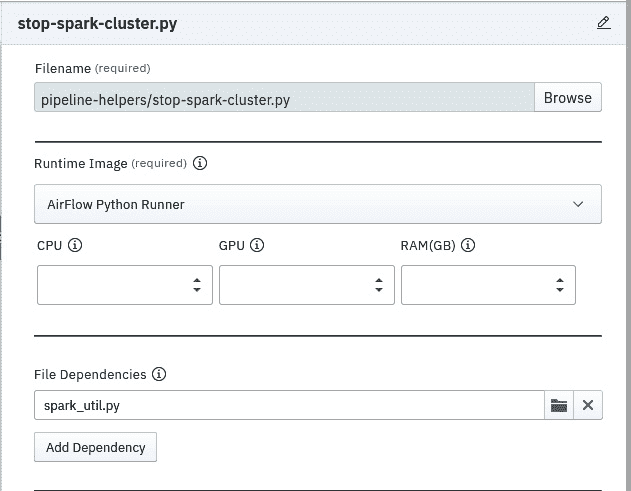 stop-spark-cluster.py
Filename (required)
pipeline-helpers/stop-spark-cluster.py Browse
Runtime Image (required)
AirFlow Python Runner
CPU GPU RAM(GB)
File Dependencies
spark_util.py
Add Dependency